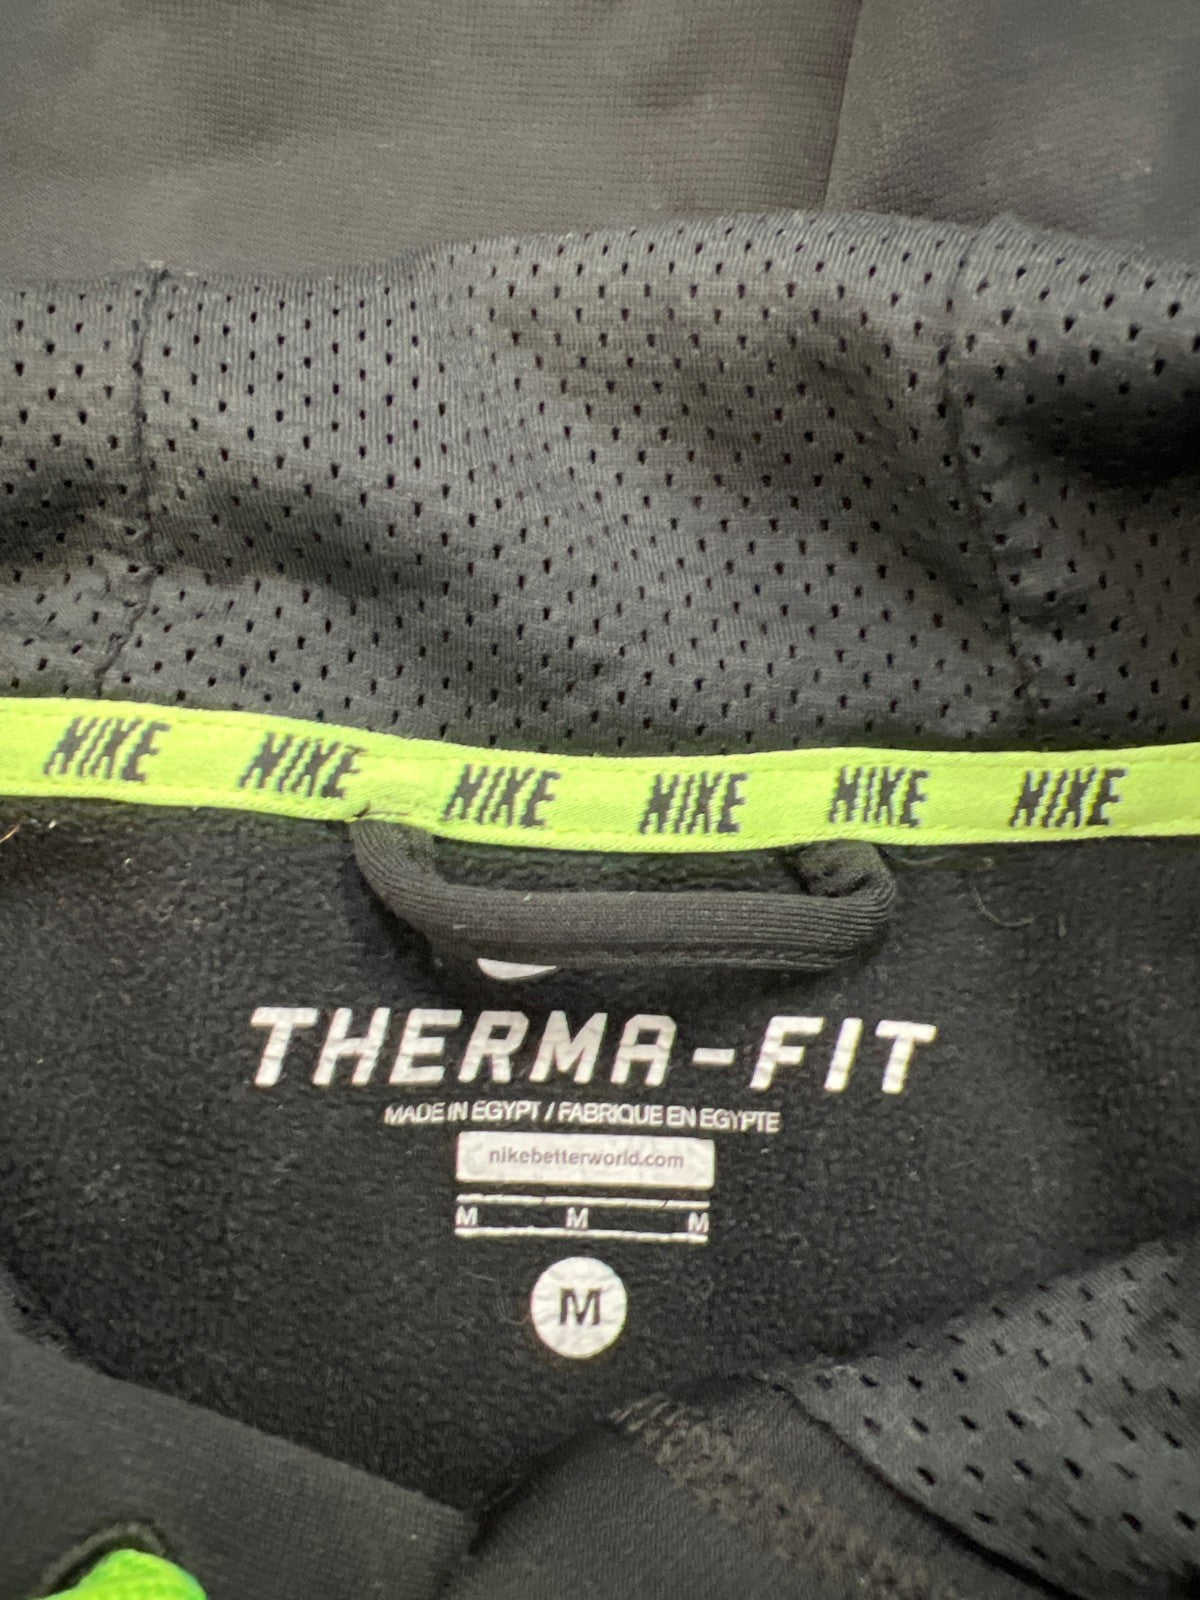 NIKE NIKE NIKE NIKE NIKE NIKE
THERMA-FIT
MADE IN EGYPT / FABRIQUE EN EGYPTE
nikebetterworld.com
M M M
M